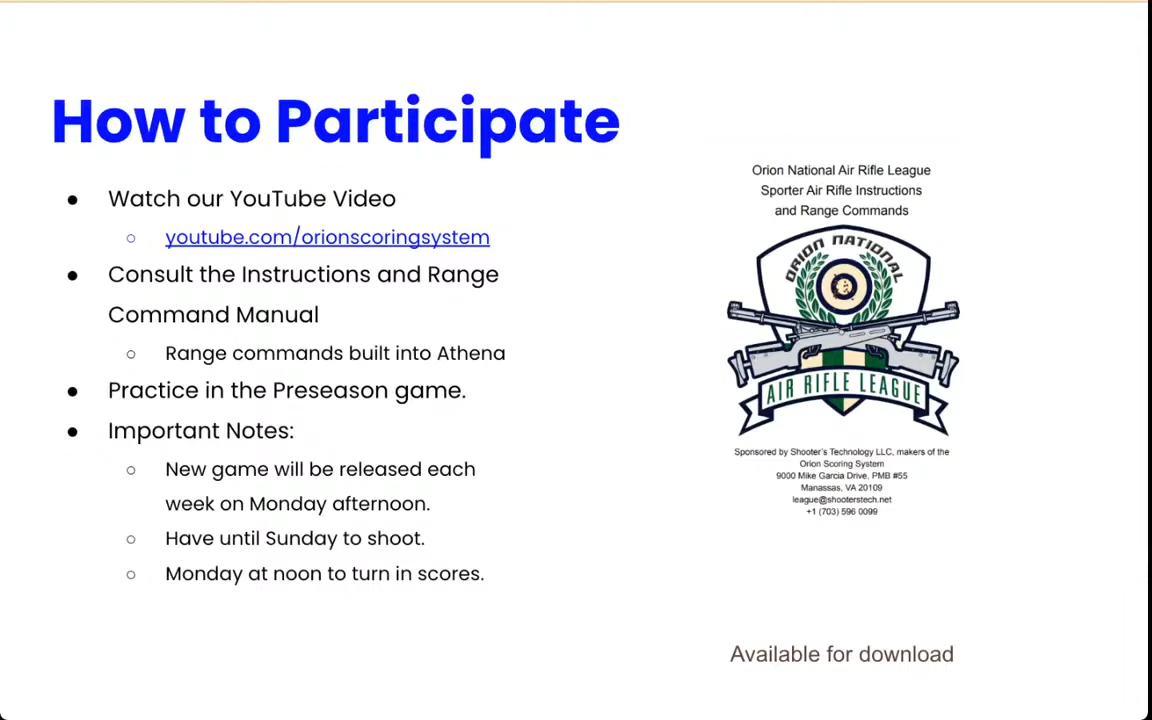 How to Participate
● Watch our YouTube Video
○ youtube.com/orionscoringsystem
● Consult the Instructions and Range
Command Manual
○ Range commands built into Athena
● Practice in the Preseason game.
● Important Notes:
○ New game will be released each
week on Monday afternoon.
○ Have until Sunday to shoot.
○ Monday at noon to turn in scores.
Orion National Air Rifle League
Sporter Air Rifle Instructions
and Range Commands
ORION NATIONAL
AIR RIFLE LEAGUE
Sponsored by Shooter's Technology LLC, makers of the
Orion Scoring System
9000 Mike Garcia Drive, PMB #55
Manassas, VA 20109
league@shooterstech.net
+1 (703) 596 0099
Available for download